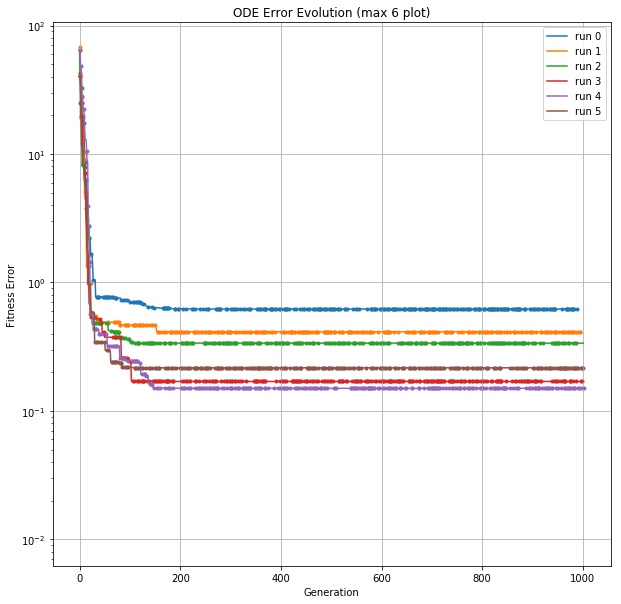 ODE Error Evolution (max 6 plot)
run 0
run 1
run 2
run 3
run 4
run 5
10²
10¹
10⁰
10⁻¹
10⁻²
Fitness Error
0 200 400 600 800 1000
Generation